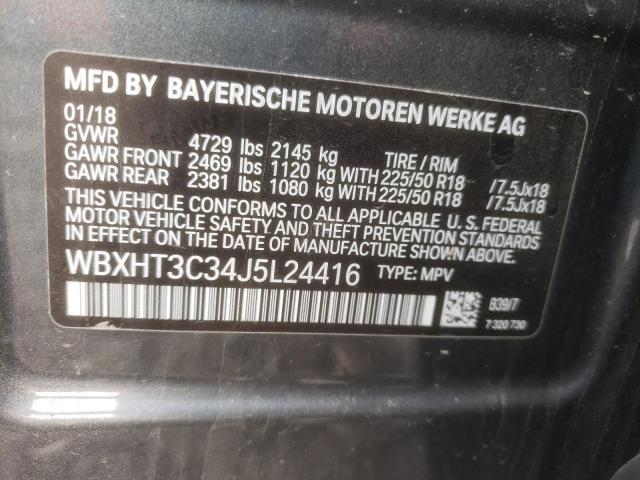 MFD BY BAYERISCHE MOTOREN WERKE AG
01/18
GVWR 4729 lbs 2145 kg TIRE / RIM
GAWR FRONT 2469 lbs 1120 kg WITH 225/50 R18 /7.5Jx18
GAWR REAR 2381 lbs 1080 kg WITH 225/50 R18 /7.5Jx18
THIS VEHICLE CONFORMS TO ALL APPLICABLE U. S. FEDERAL
MOTOR VEHICLE SAFETY AND THEFT PREVENTION STANDARDS
IN EFFECT ON THE DATE OF MANUFACTURE SHOWN ABOVE.
WBXHT3C34J5L24416 TYPE: MPV
B39/7
7 320 730